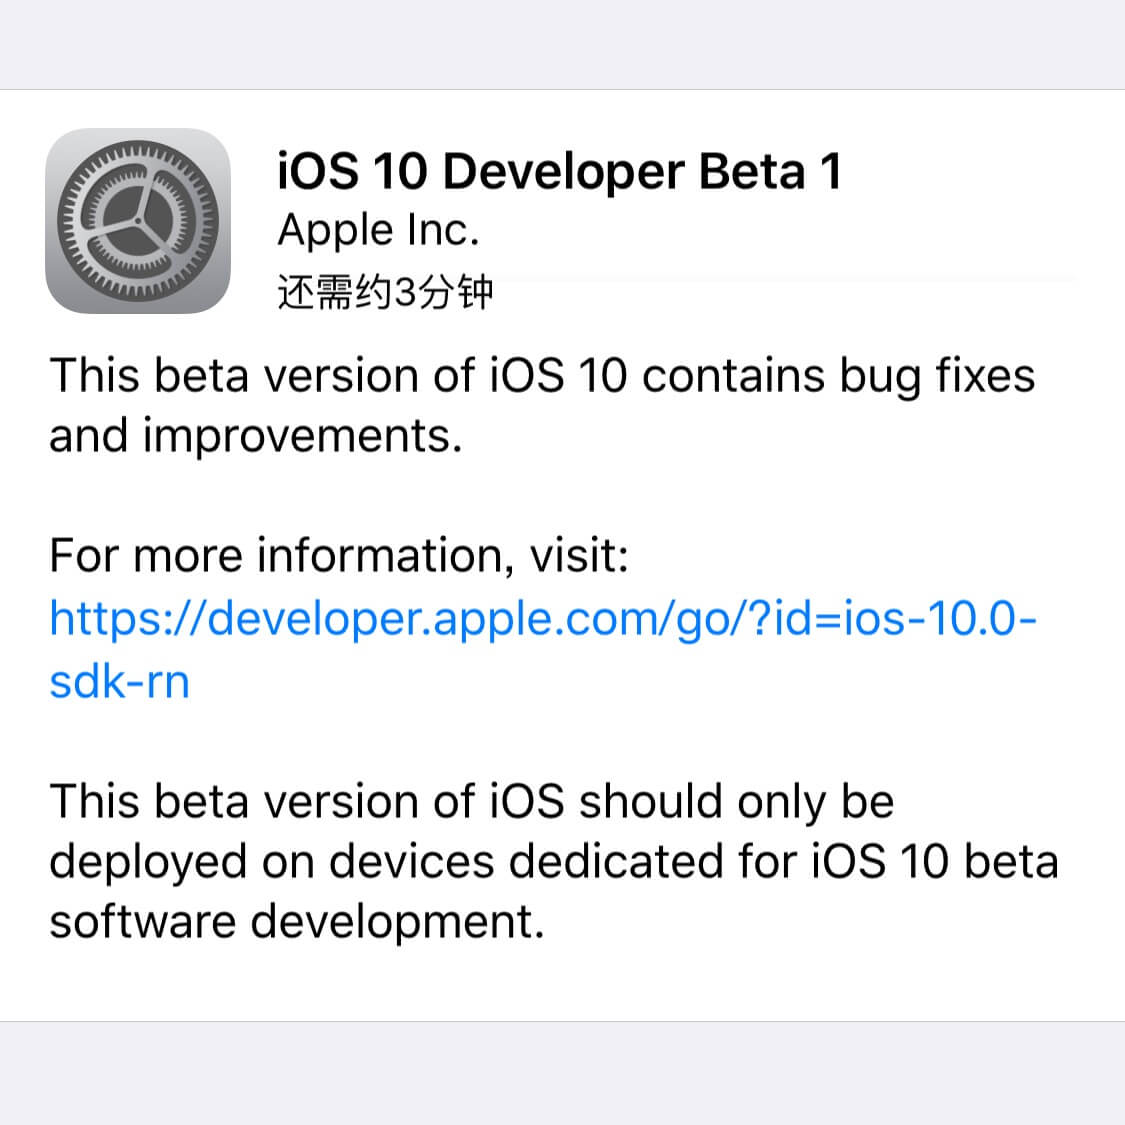 iOS 10 Developer Beta 1
Apple Inc.
还需约3分钟
This beta version of iOS 10 contains bug fixes
and improvements.
For more information, visit:
https://developer.apple.com/go/?id=ios-10.0-
sdk-rn
This beta version of iOS should only be
deployed on devices dedicated for iOS 10 beta
software development.